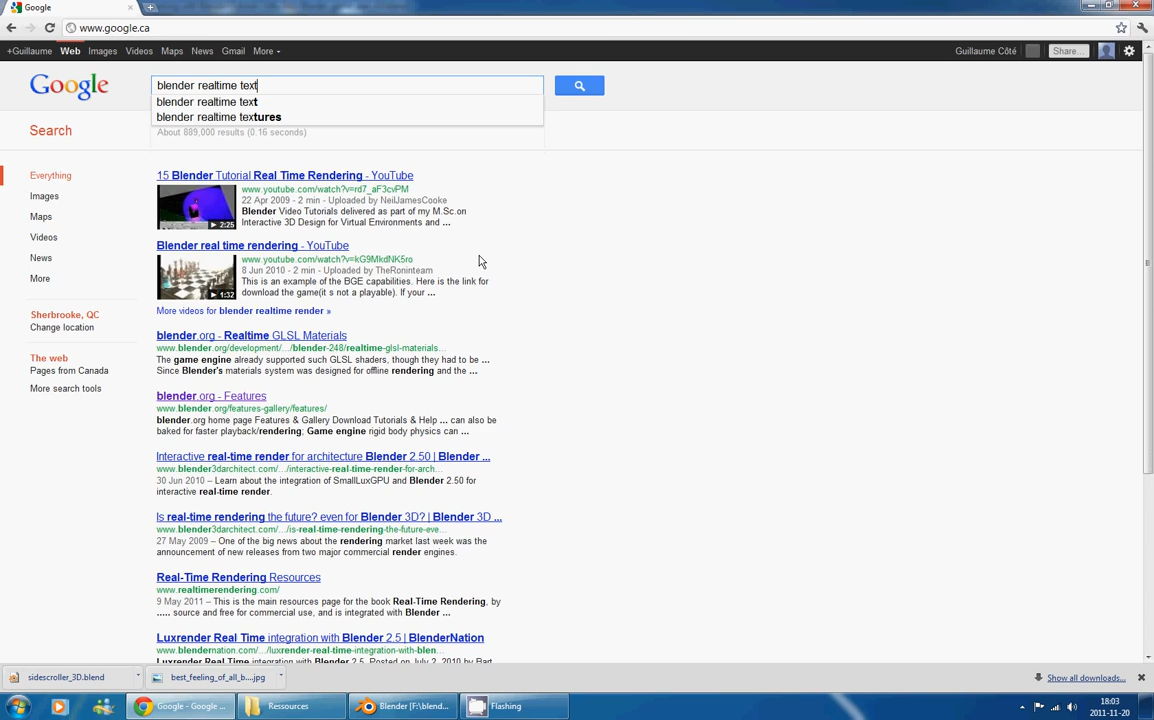 Google
www.google.ca
+Guillaume Web Images Videos Maps News Gmail More
Guillaume Côté Share...
Google
blender realtime text
blender realtime text
blender realtime textures
Search
About 889,000 results (0.16 seconds)
Everything
Images
Maps
Videos
News
More
Sherbrooke, QC
Change location
The web
Pages from Canada
More search tools
15 Blender Tutorial Real Time Rendering - YouTube
www.youtube.com/watch?v=rd7_aF3cvPM
22 Apr 2009 - 2 min - Uploaded by NeilJamesCooke
Blender Video Tutorials delivered as part of my M.Sc.on
Interactive 3D Design for Virtual Environments and ...
2:25
Blender real time rendering - YouTube
www.youtube.com/watch?v=kG9MkdNK5ro
8 Jun 2010 - 2 min - Uploaded by TheRoninteam
This is an example of the BGE capabilities. Here is the link for
download the game(it s not a playable). If your ...
1:32
More videos for blender realtime render »
blender.org - Realtime GLSL Materials
www.blender.org/development/.../blender-248/realtime-glsl-materials...
The game engine already supported such GLSL shaders, though they had to be ...
Since Blender's materials system was designed for offline rendering and the ...
blender.org - Features
www.blender.org/features-gallery/features/
blender.org home page Features & Gallery Download Tutorials & Help ... can also be
baked for faster playback/rendering; Game engine rigid body physics can ...
Interactive real-time render for architecture Blender 2.50 | Blender ...
www.blender3darchitect.com/.../interactive-real-time-render-for-arch...
30 Jun 2010 – Learn about the integration of SmallLuxGPU and Blender 2.50 for
interactive real-time render.
Is real-time rendering the future? even for Blender 3D? | Blender 3D ...
www.blender3darchitect.com/.../is-real-time-rendering-the-future-eve...
27 May 2009 – One of the big news about the rendering market last week was the
announcement of new releases from two major commercial render engines.
Real-Time Rendering Resources
www.realtimerendering.com/
9 May 2011 – This is the main resources page for the book Real-Time Rendering, by
..... source and free for commercial use, and is integrated with Blender ...
Luxrender Real Time integration with Blender 2.5 | BlenderNation
www.blendernation.com/.../luxrender-real-time-integration-with-blen...
Luxrender Real Time integration with Blender 2.5. Posted on July 2, 2010 by Bart
sidescroller_3D.blend
best_feeling_of_all_b....jpg
Show all downloads...
Google - Google ...
Ressources
Blender [F:\blend...
Flashing
18:03
2011-11-20